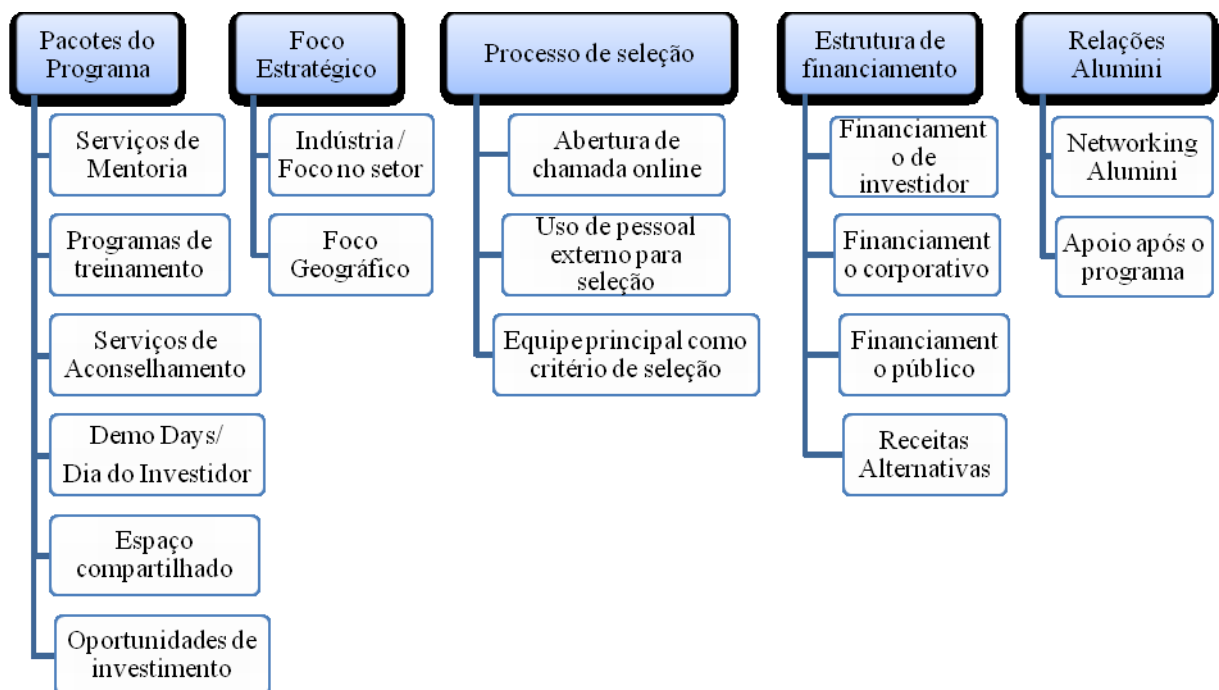 Pacotes do
Programa
Serviços de
Mentoria
Programas de
treinamento
Serviços de
Aconselhamento
Demo Days/
Dia do Investidor
Espaço
compartilhado
Oportunidades de
investimento
Foco
Estratégico
Indústria /
Foco no setor
Foco
Geográfico
Processo de seleção
Abertura de
chamada online
Uso de pessoal
externo para
seleção
Equipe principal como
critério de seleção
Estrutura de
financiamento
Financiament
o de
investidor
Financiament
o corporativo
Financiament
o público
Receitas
Alternativas
Relações
Alumini
Networking
Alumini
Apoio após o
programa